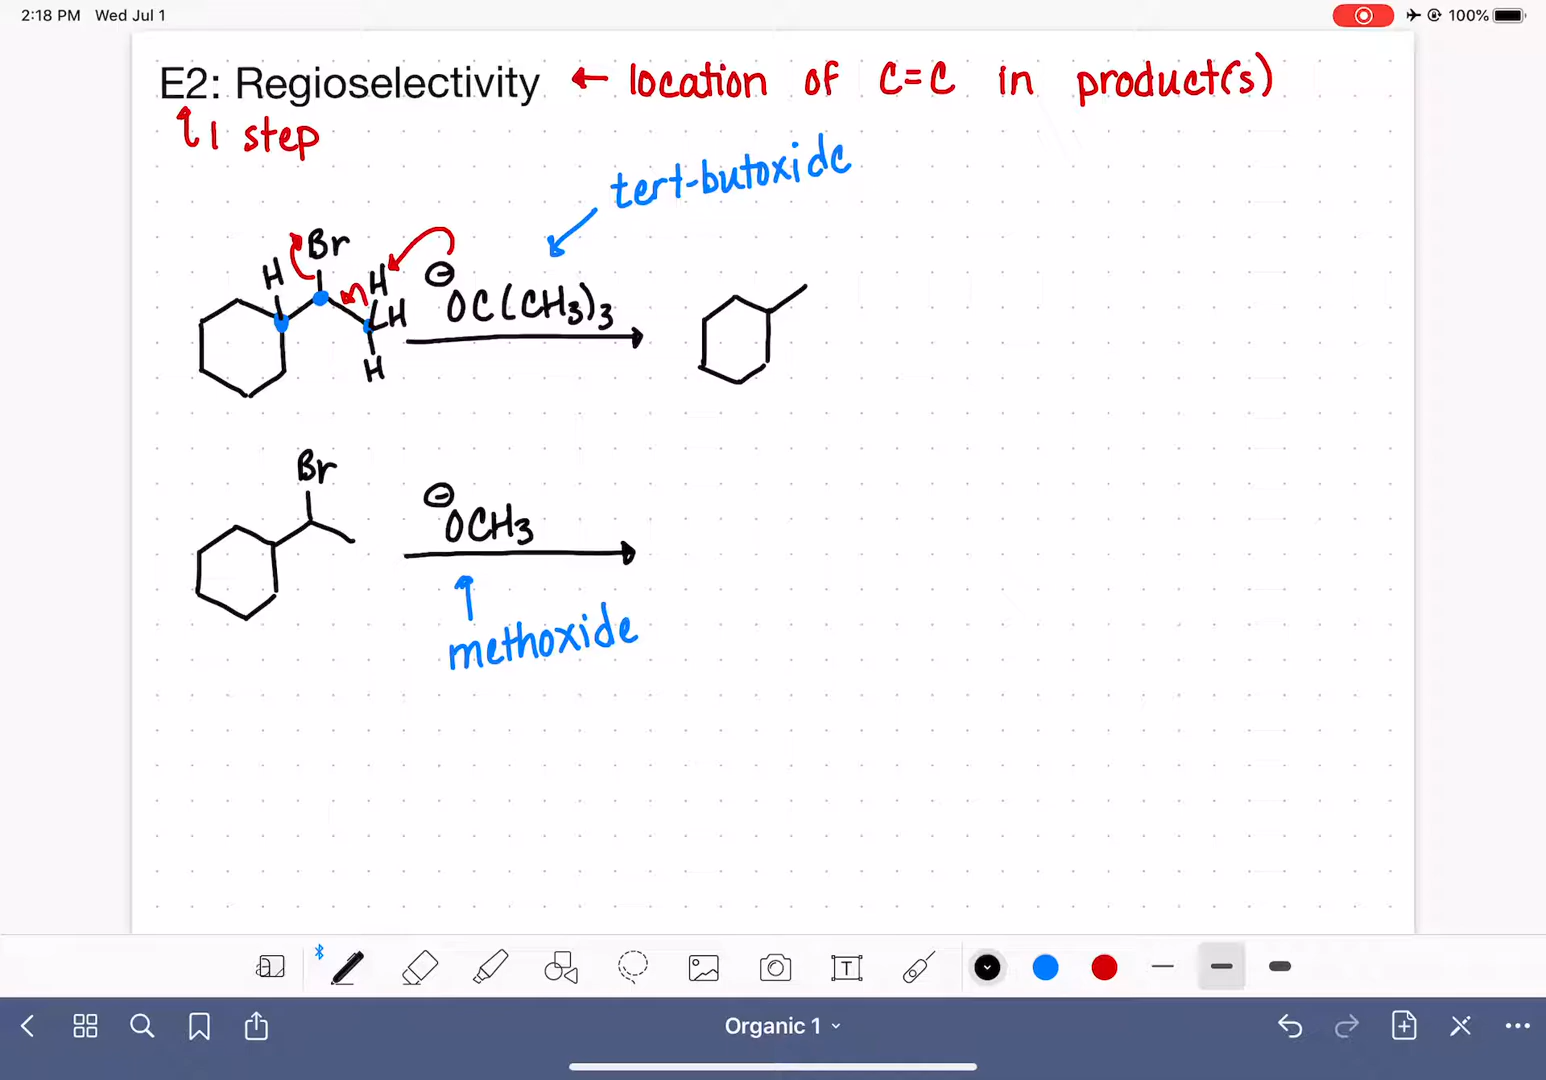 2:18 PM Wed Jul 1
100%
E2: Regioselectivity ← location of C=C in product(s)
↑ 1 step
tert-butoxide
Br
H
H
H
H
⊖
OC(CH3)3
Br
⊖
OCH3
methoxide
T
Organic 1